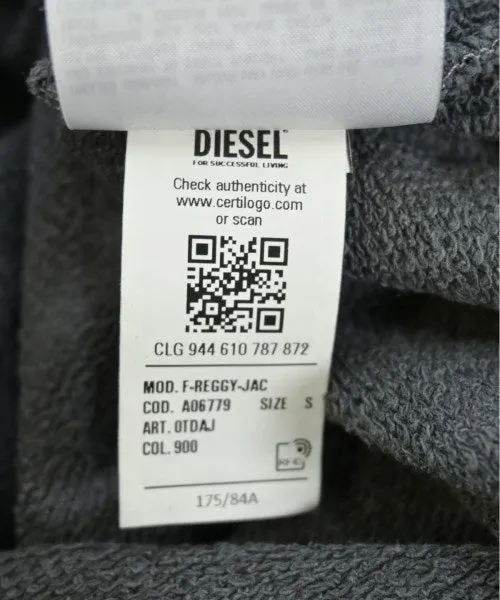 DIESEL
FOR SUCCESSFUL LIVING
Check authenticity at
www.certilogo.com
or scan
CLG 944 610 787 872
MOD. F-REGGY-JAC
COD. A06779 SIZE S
ART. 0TDAJ
COL. 900
RFID
175/84A